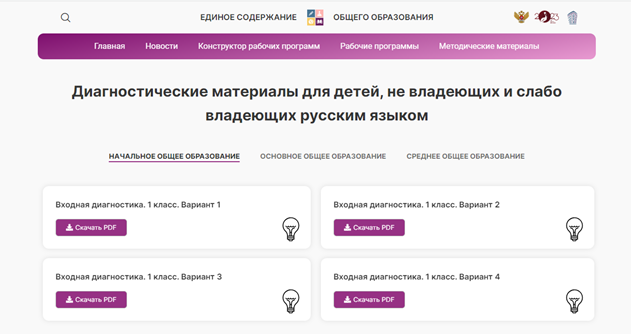 ЕДИНОЕ СОДЕРЖАНИЕ ОБЩЕГО ОБРАЗОВАНИЯ
Главная Новости Конструктор рабочих программ Рабочие программы Методические материалы
Диагностические материалы для детей, не владеющих и слабо
владеющих русским языком
НАЧАЛЬНОЕ ОБЩЕЕ ОБРАЗОВАНИЕ ОСНОВНОЕ ОБЩЕЕ ОБРАЗОВАНИЕ СРЕДНЕЕ ОБЩЕЕ ОБРАЗОВАНИЕ
Входная диагностика. 1 класс. Вариант 1
Скачать PDF
Входная диагностика. 1 класс. Вариант 2
Скачать PDF
Входная диагностика. 1 класс. Вариант 3
Скачать PDF
Входная диагностика. 1 класс. Вариант 4
Скачать PDF